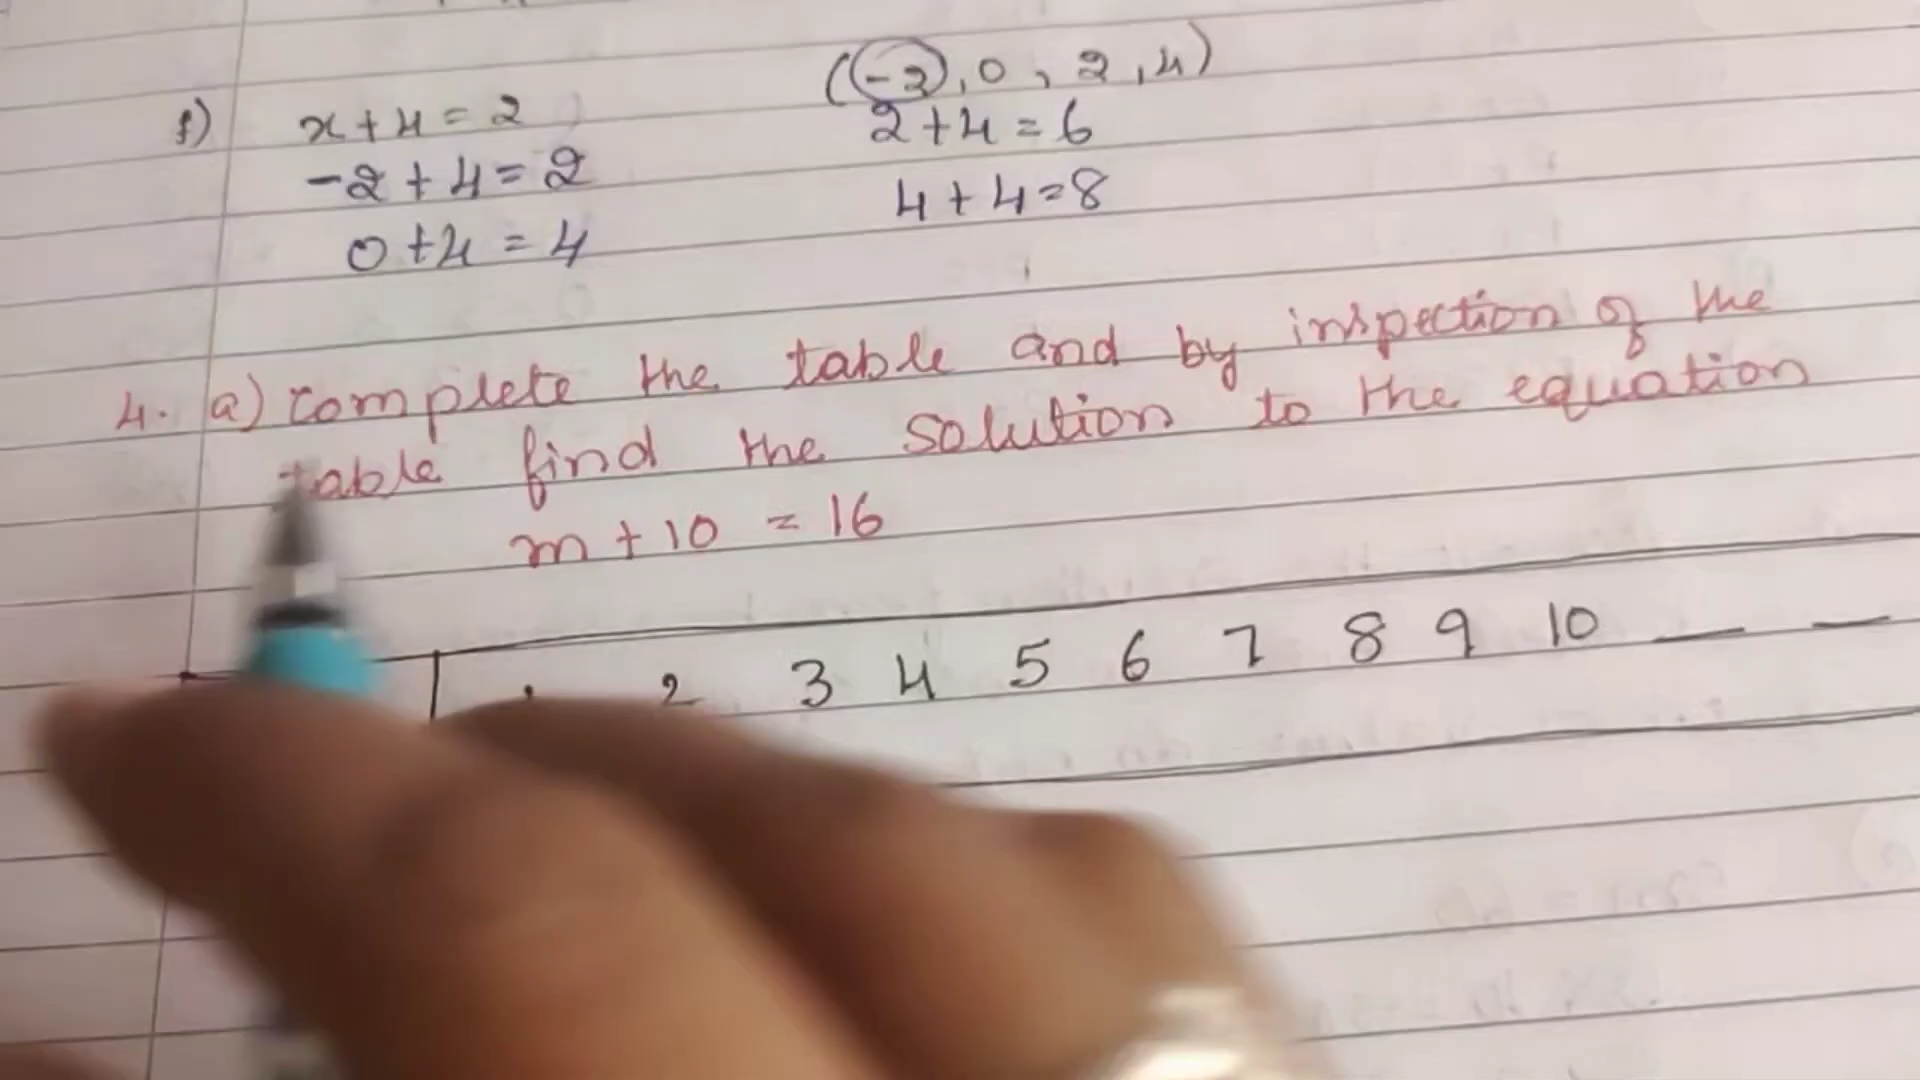 (-2, 0, 2, 4)
f) x + 4 = 2
2 + 4 = 6
-2 + 4 = 2
4 + 4 = 8
0 + 4 = 4
4. a) complete the table and by inspection of the
table find the solution to the equation
m + 10 = 16
2 3 4 5 6 7 8 9 10 — —